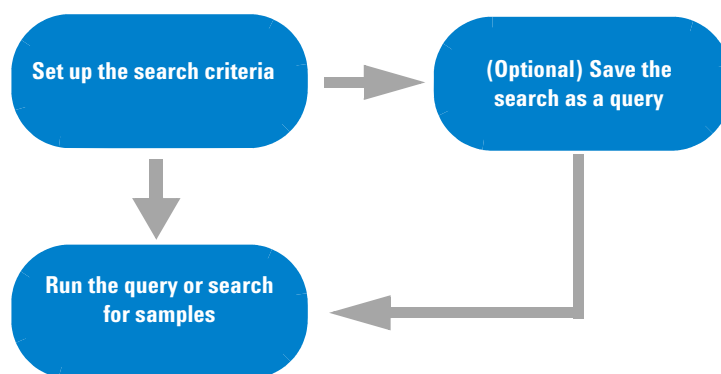 Set up the search criteria
(Optional) Save the
search as a query
Run the query or search
for samples